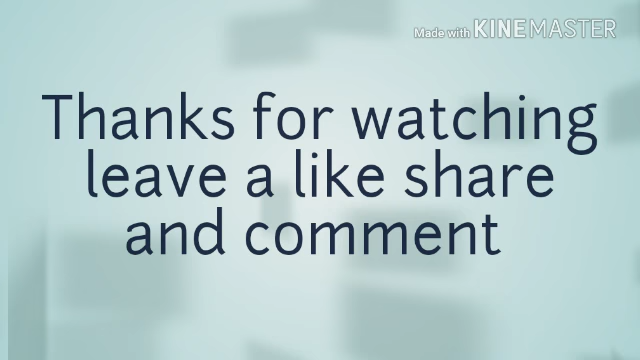 Made with KINEMASTER
Thanks for watching
leave a like share
and comment